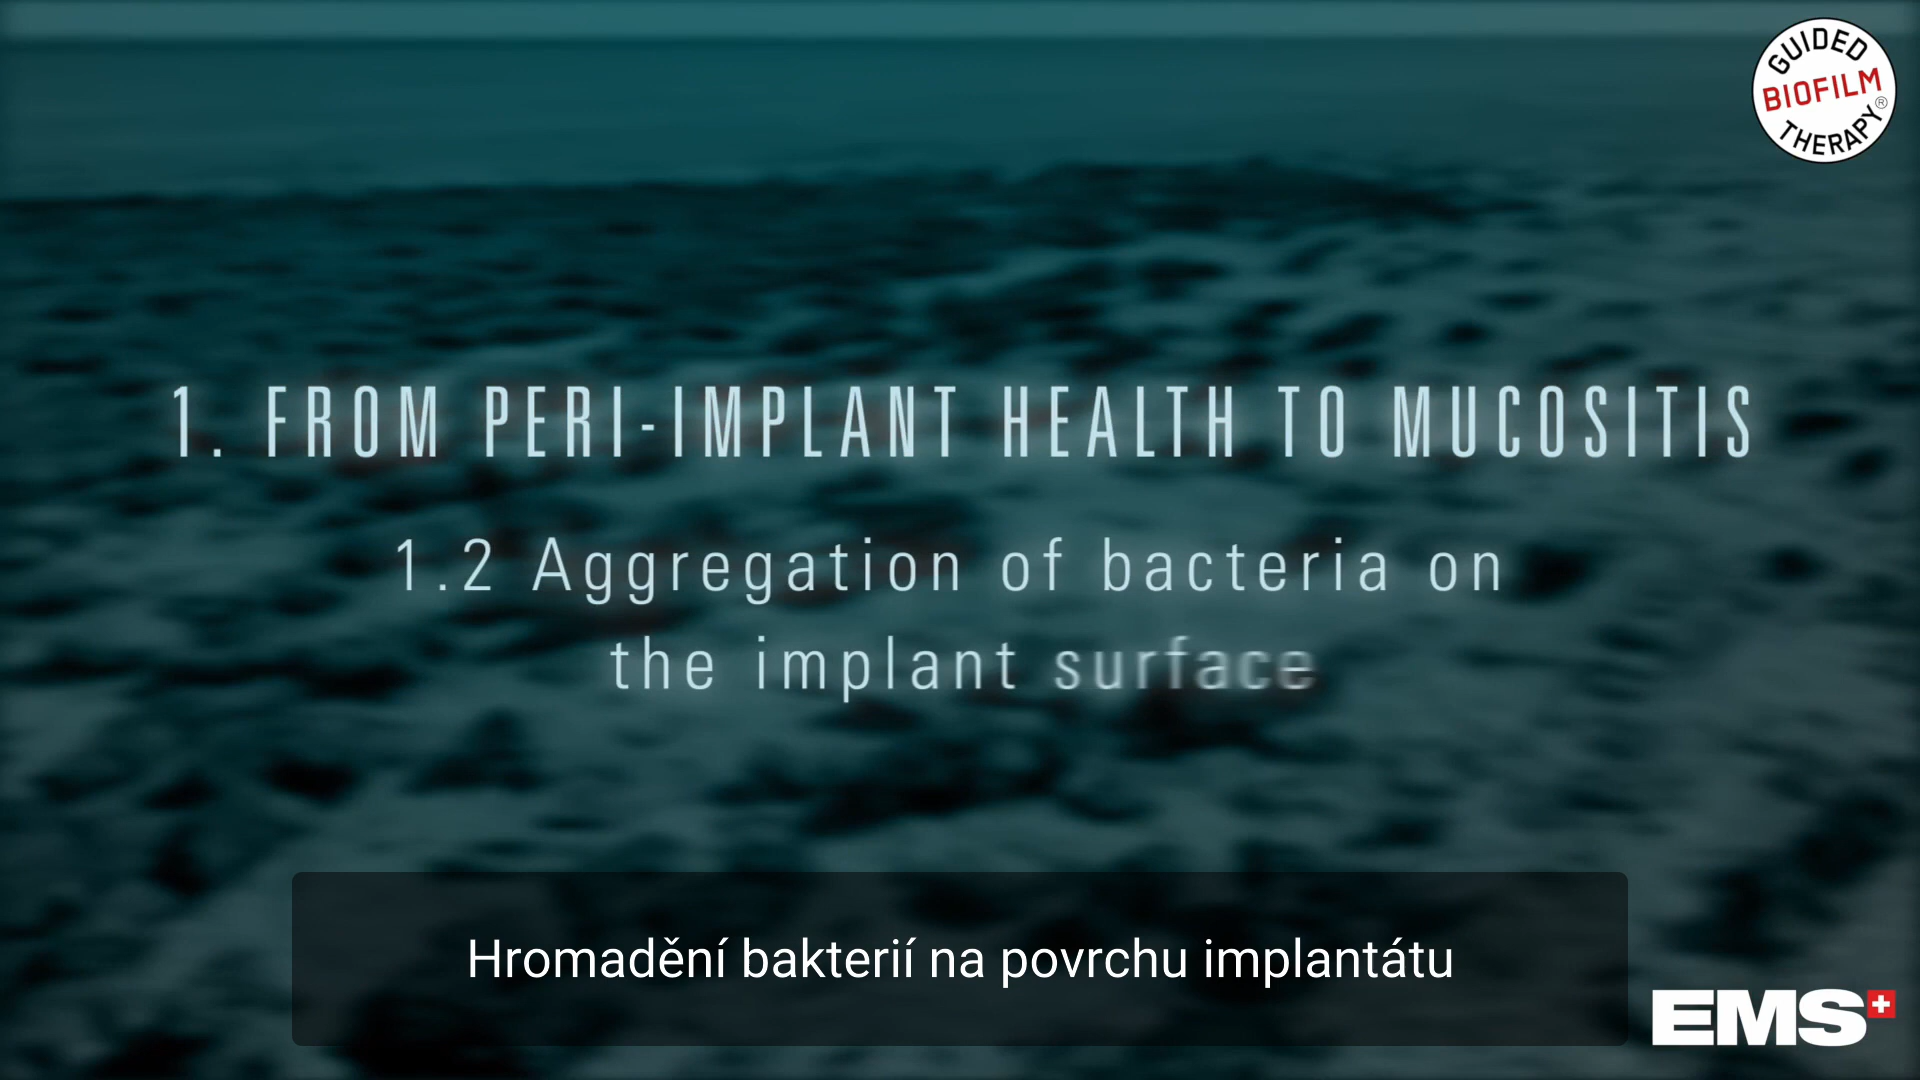 GUIDED
BIOFILM
THERAPY®
1. FROM PERI-IMPLANT HEALTH TO MUCOSITIS
1.2 Aggregation of bacteria on
the implant surface
Hromadění bakterií na povrchu implantátu
EMS